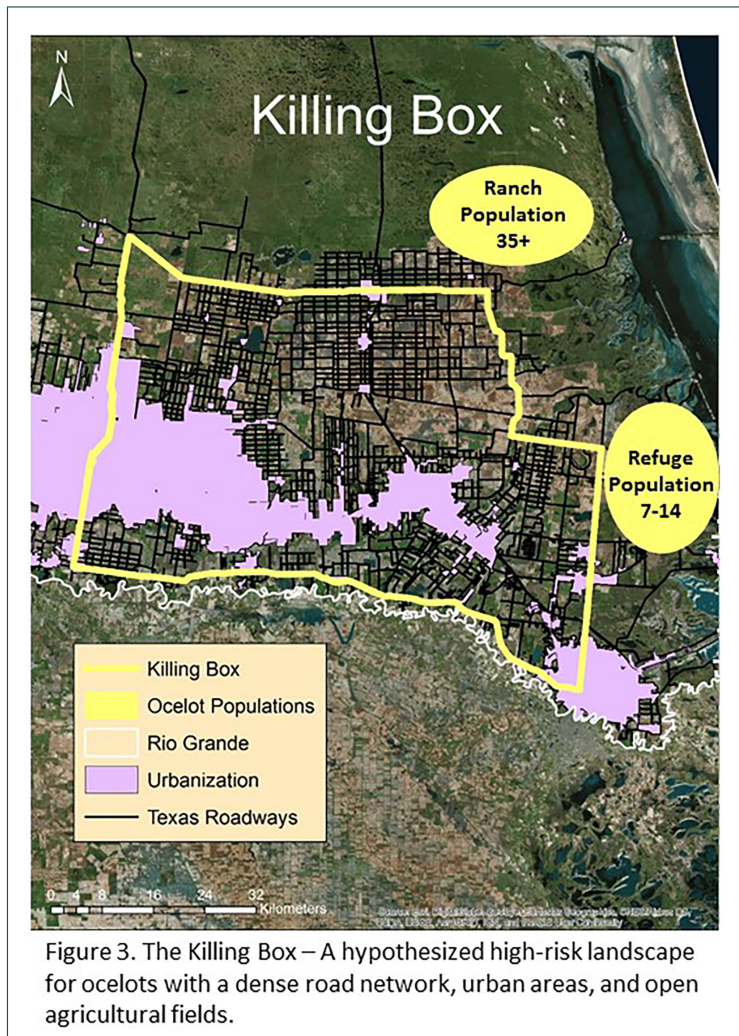 N
Killing Box
Ranch
Population
35+
Refuge
Population
7-14
Killing Box
Ocelot Populations
Rio Grande
Urbanization
Texas Roadways
0 4 8 16 24 32
Kilometers
Figure 3. The Killing Box – A hypothesized high-risk landscape
for ocelots with a dense road network, urban areas, and open
agricultural fields.